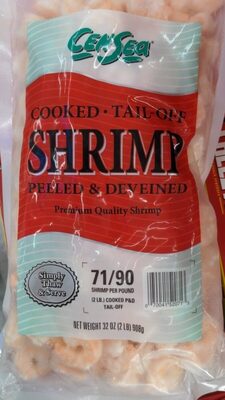 CenSea
COOKED · TAIL-OFF
SHRIMP
PEELED & DEVEINED
Premium Quality Shrimp
Simply
Thaw
& Serve
71/90
SHRIMP PER POUND
(2 LB.) COOKED P&D
TAIL-OFF
NET WEIGHT 32 OZ (2 LB) 908g